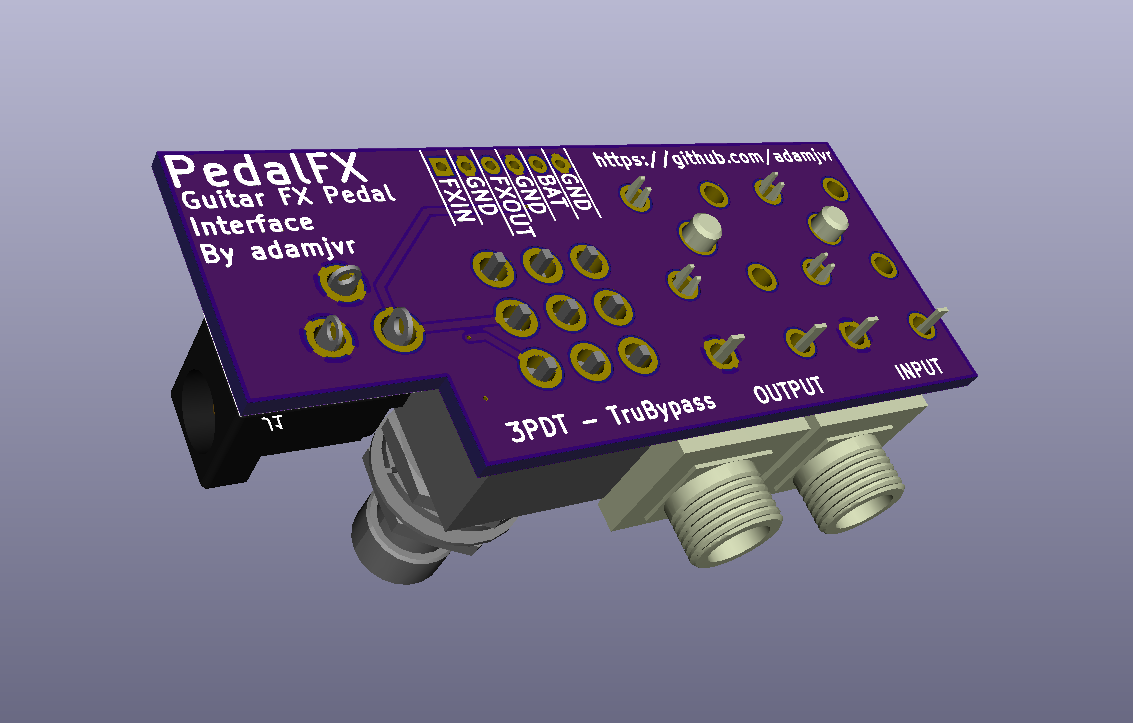 PedalFX
Guitar FX Pedal
Interface
By adamjvr
FXIN
GND
FXOUT
GND
BAT
GND
https://github.com/adamjvr
3PDT - TruBypass
OUTPUT
INPUT
J1